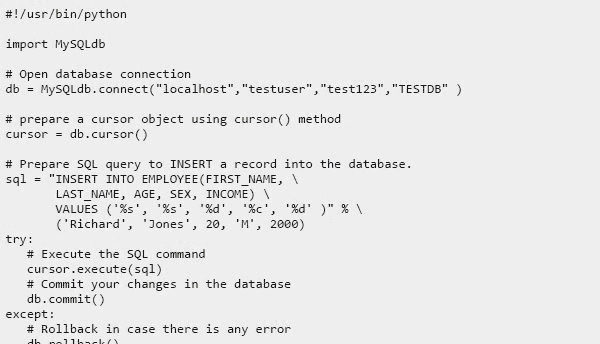 #!/usr/bin/python
import MySQLdb
# Open database connection
db = MySQLdb.connect("localhost","testuser","test123","TESTDB" )
# prepare a cursor object using cursor() method
cursor = db.cursor()
# Prepare SQL query to INSERT a record into the database.
sql = "INSERT INTO EMPLOYEE(FIRST_NAME, \
       LAST_NAME, AGE, SEX, INCOME) \
       VALUES ('%s', '%s', '%d', '%c', '%d' )" % \
       ('Richard', 'Jones', 20, 'M', 2000)
try:
   # Execute the SQL command
   cursor.execute(sql)
   # Commit your changes in the database
   db.commit()
except:
   # Rollback in case there is any error
   db.rollback()